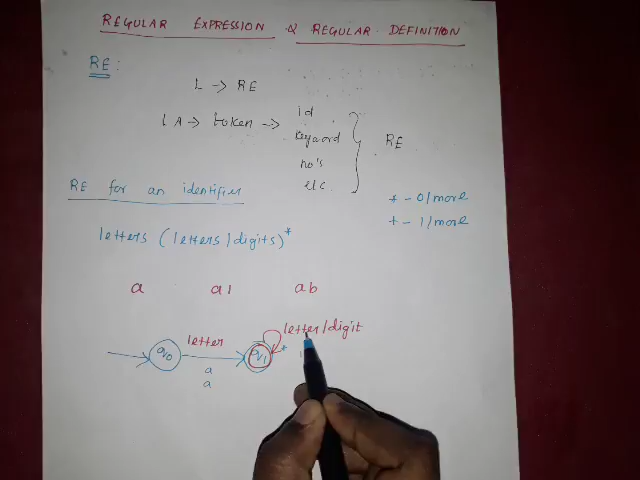 REGULAR EXPRESSION & REGULAR DEFINITION
RE:
L -> RE
LA -> token -> id
keyword
no's
etc
RE
RE for an identifier
* - 0/more
+ - 1/more
letters (letters/digits)*
a a1 ab
letter
letter/digit
q0
q1 *
a
a